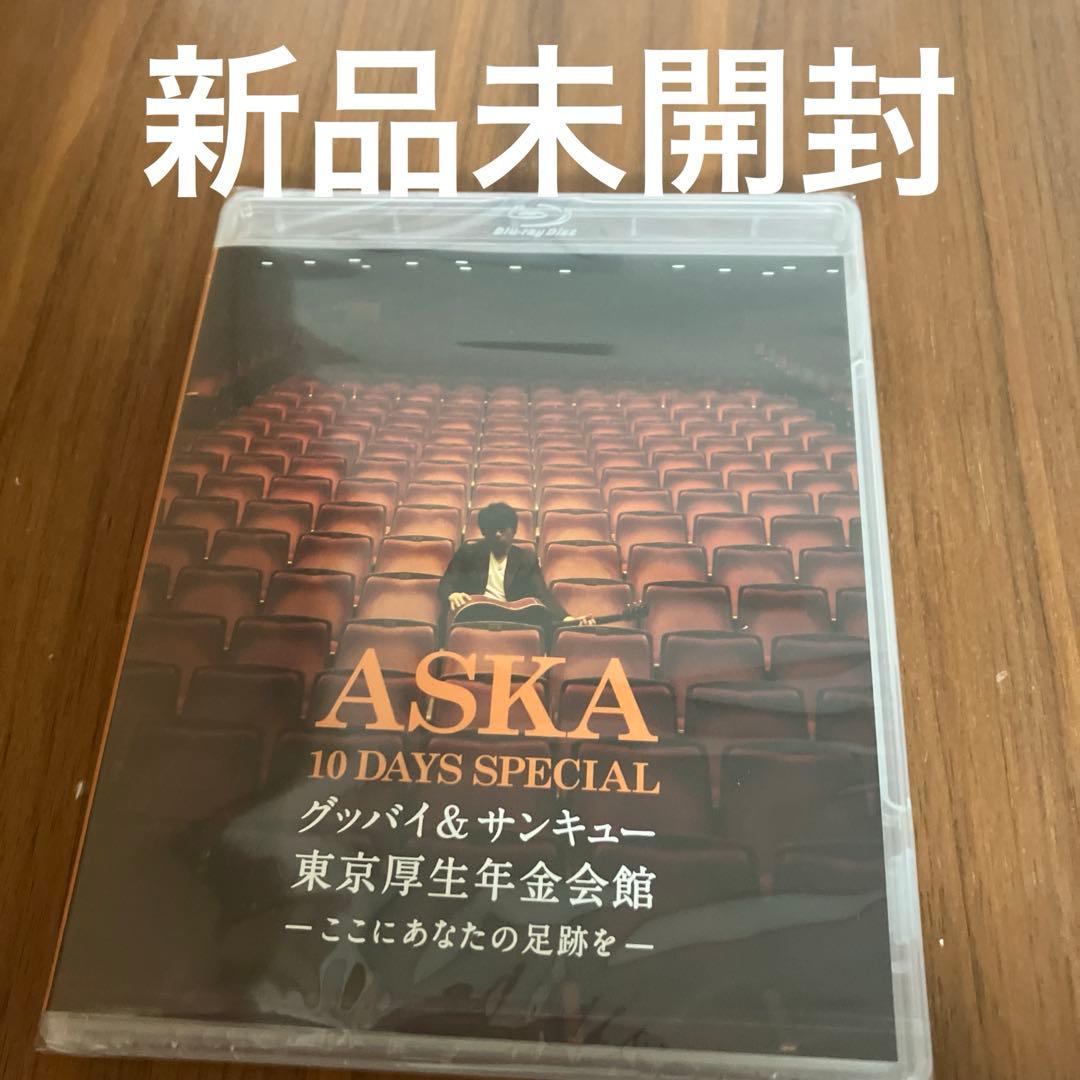 新品未開封
Blu-ray Disc
ASKA
10 DAYS SPECIAL
グッバイ&サンキュー
東京厚生年金会館
—ここにあなたの足跡を—